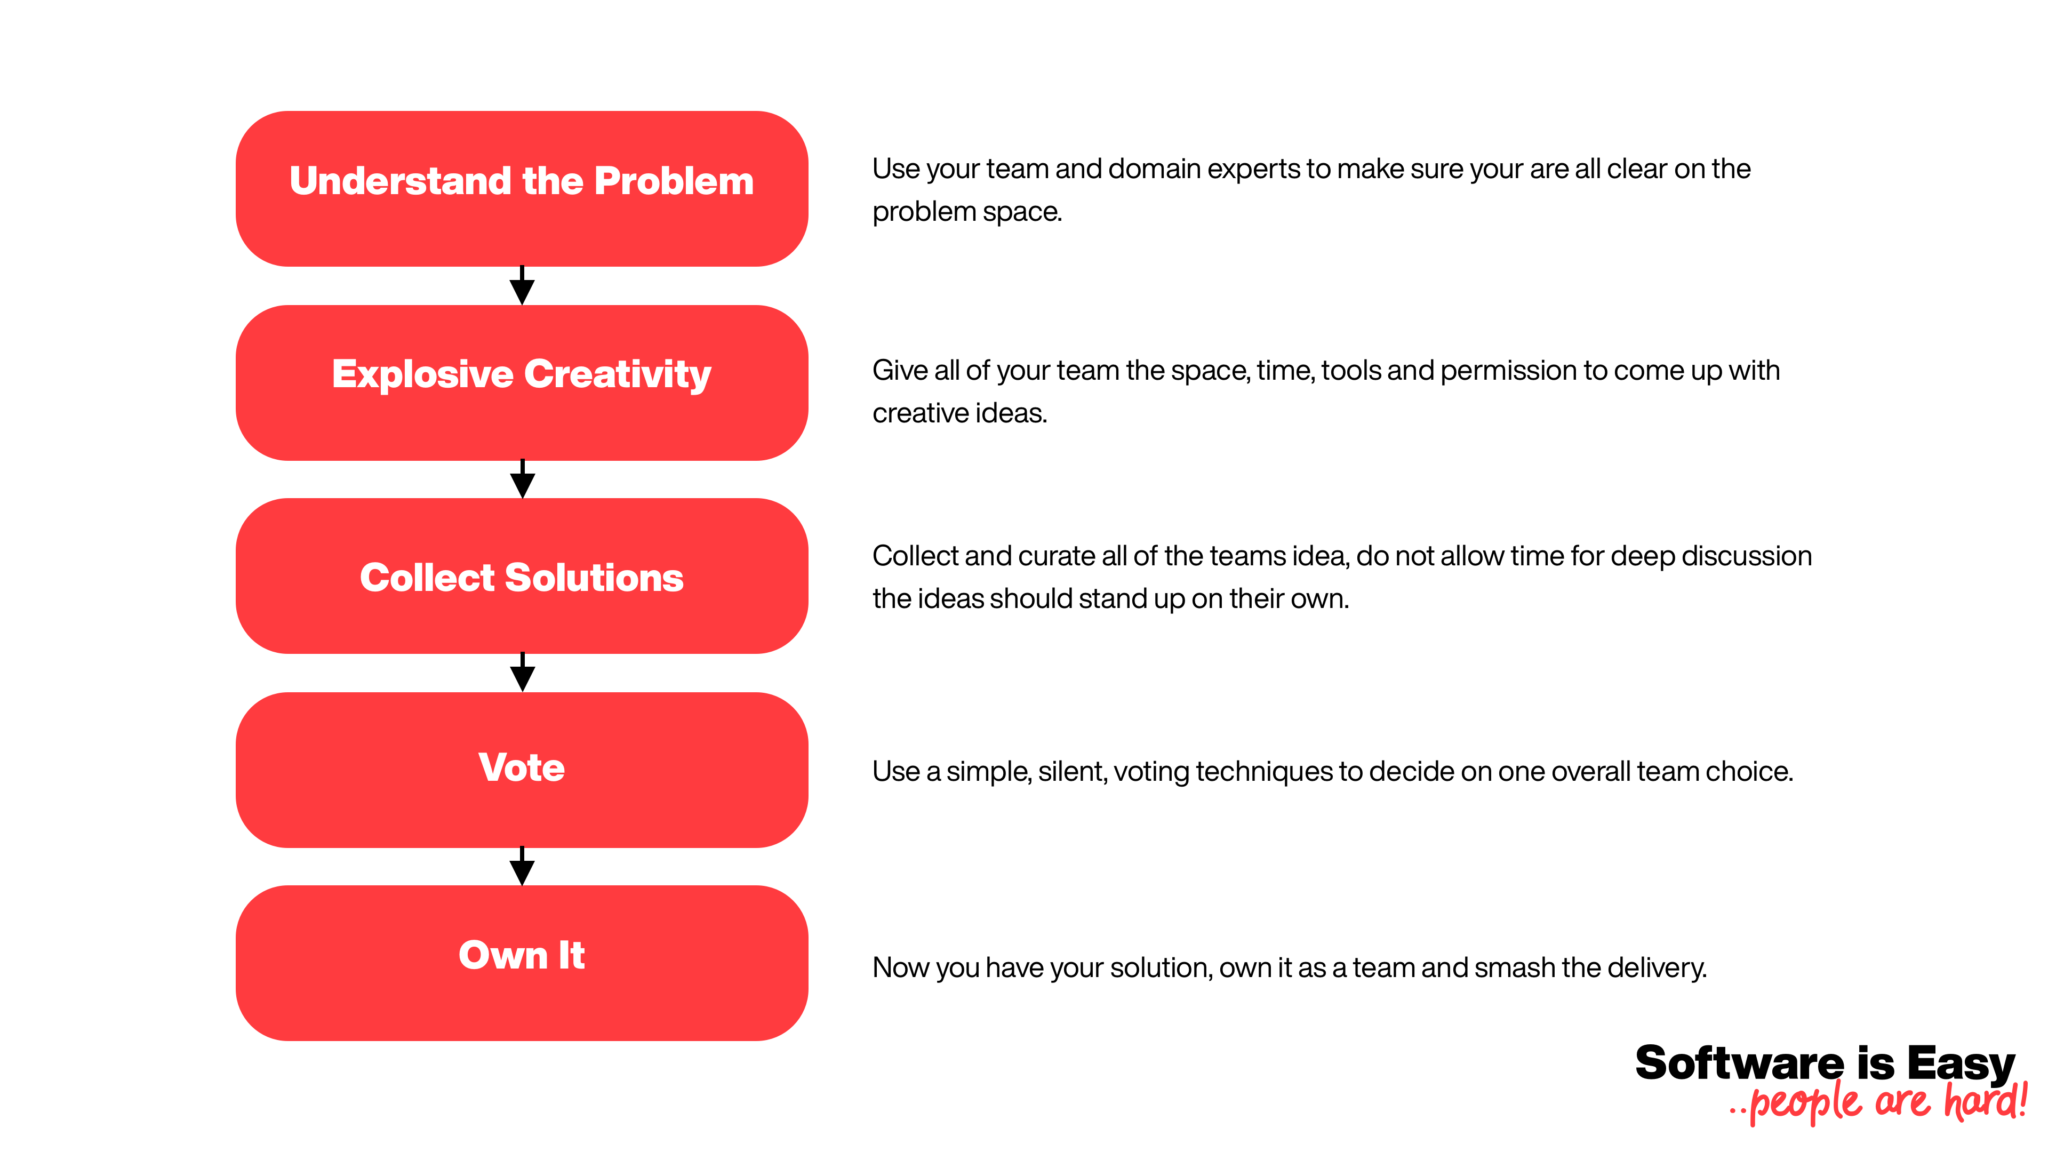 Understand the Problem
Use your team and domain experts to make sure your are all clear on the
problem space.
Explosive Creativity
Give all of your team the space, time, tools and permission to come up with
creative ideas.
Collect Solutions
Collect and curate all of the teams idea, do not allow time for deep discussion
the ideas should stand up on their own.
Vote
Use a simple, silent, voting techniques to decide on one overall team choice.
Own It
Now you have your solution, own it as a team and smash the delivery.
Software is Easy
..people are hard!